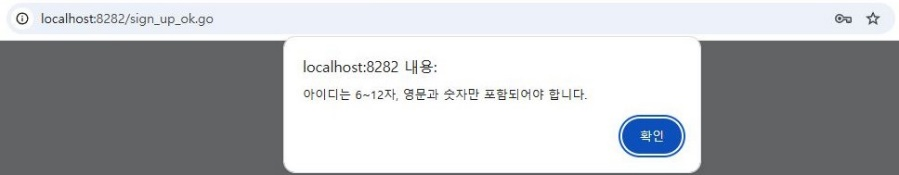 localhost:8282/sign_up_ok.go
localhost:8282 내용:
아이디는 6~12자, 영문과 숫자만 포함되어야 합니다.
확인